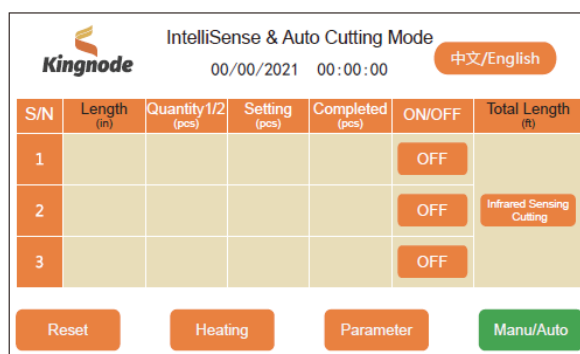 IntelliSense & Auto Cutting Mode
Kingnode
00/00/2021 00:00:00
中文/English
S/N Length (in) Quantity1/2 (pcs) Setting (pcs) Completed (pcs) ON/OFF Total Length (ft)
1 OFF
2 OFF Infrared Sensing Cutting
3 OFF
Reset Heating Parameter Manu/Auto